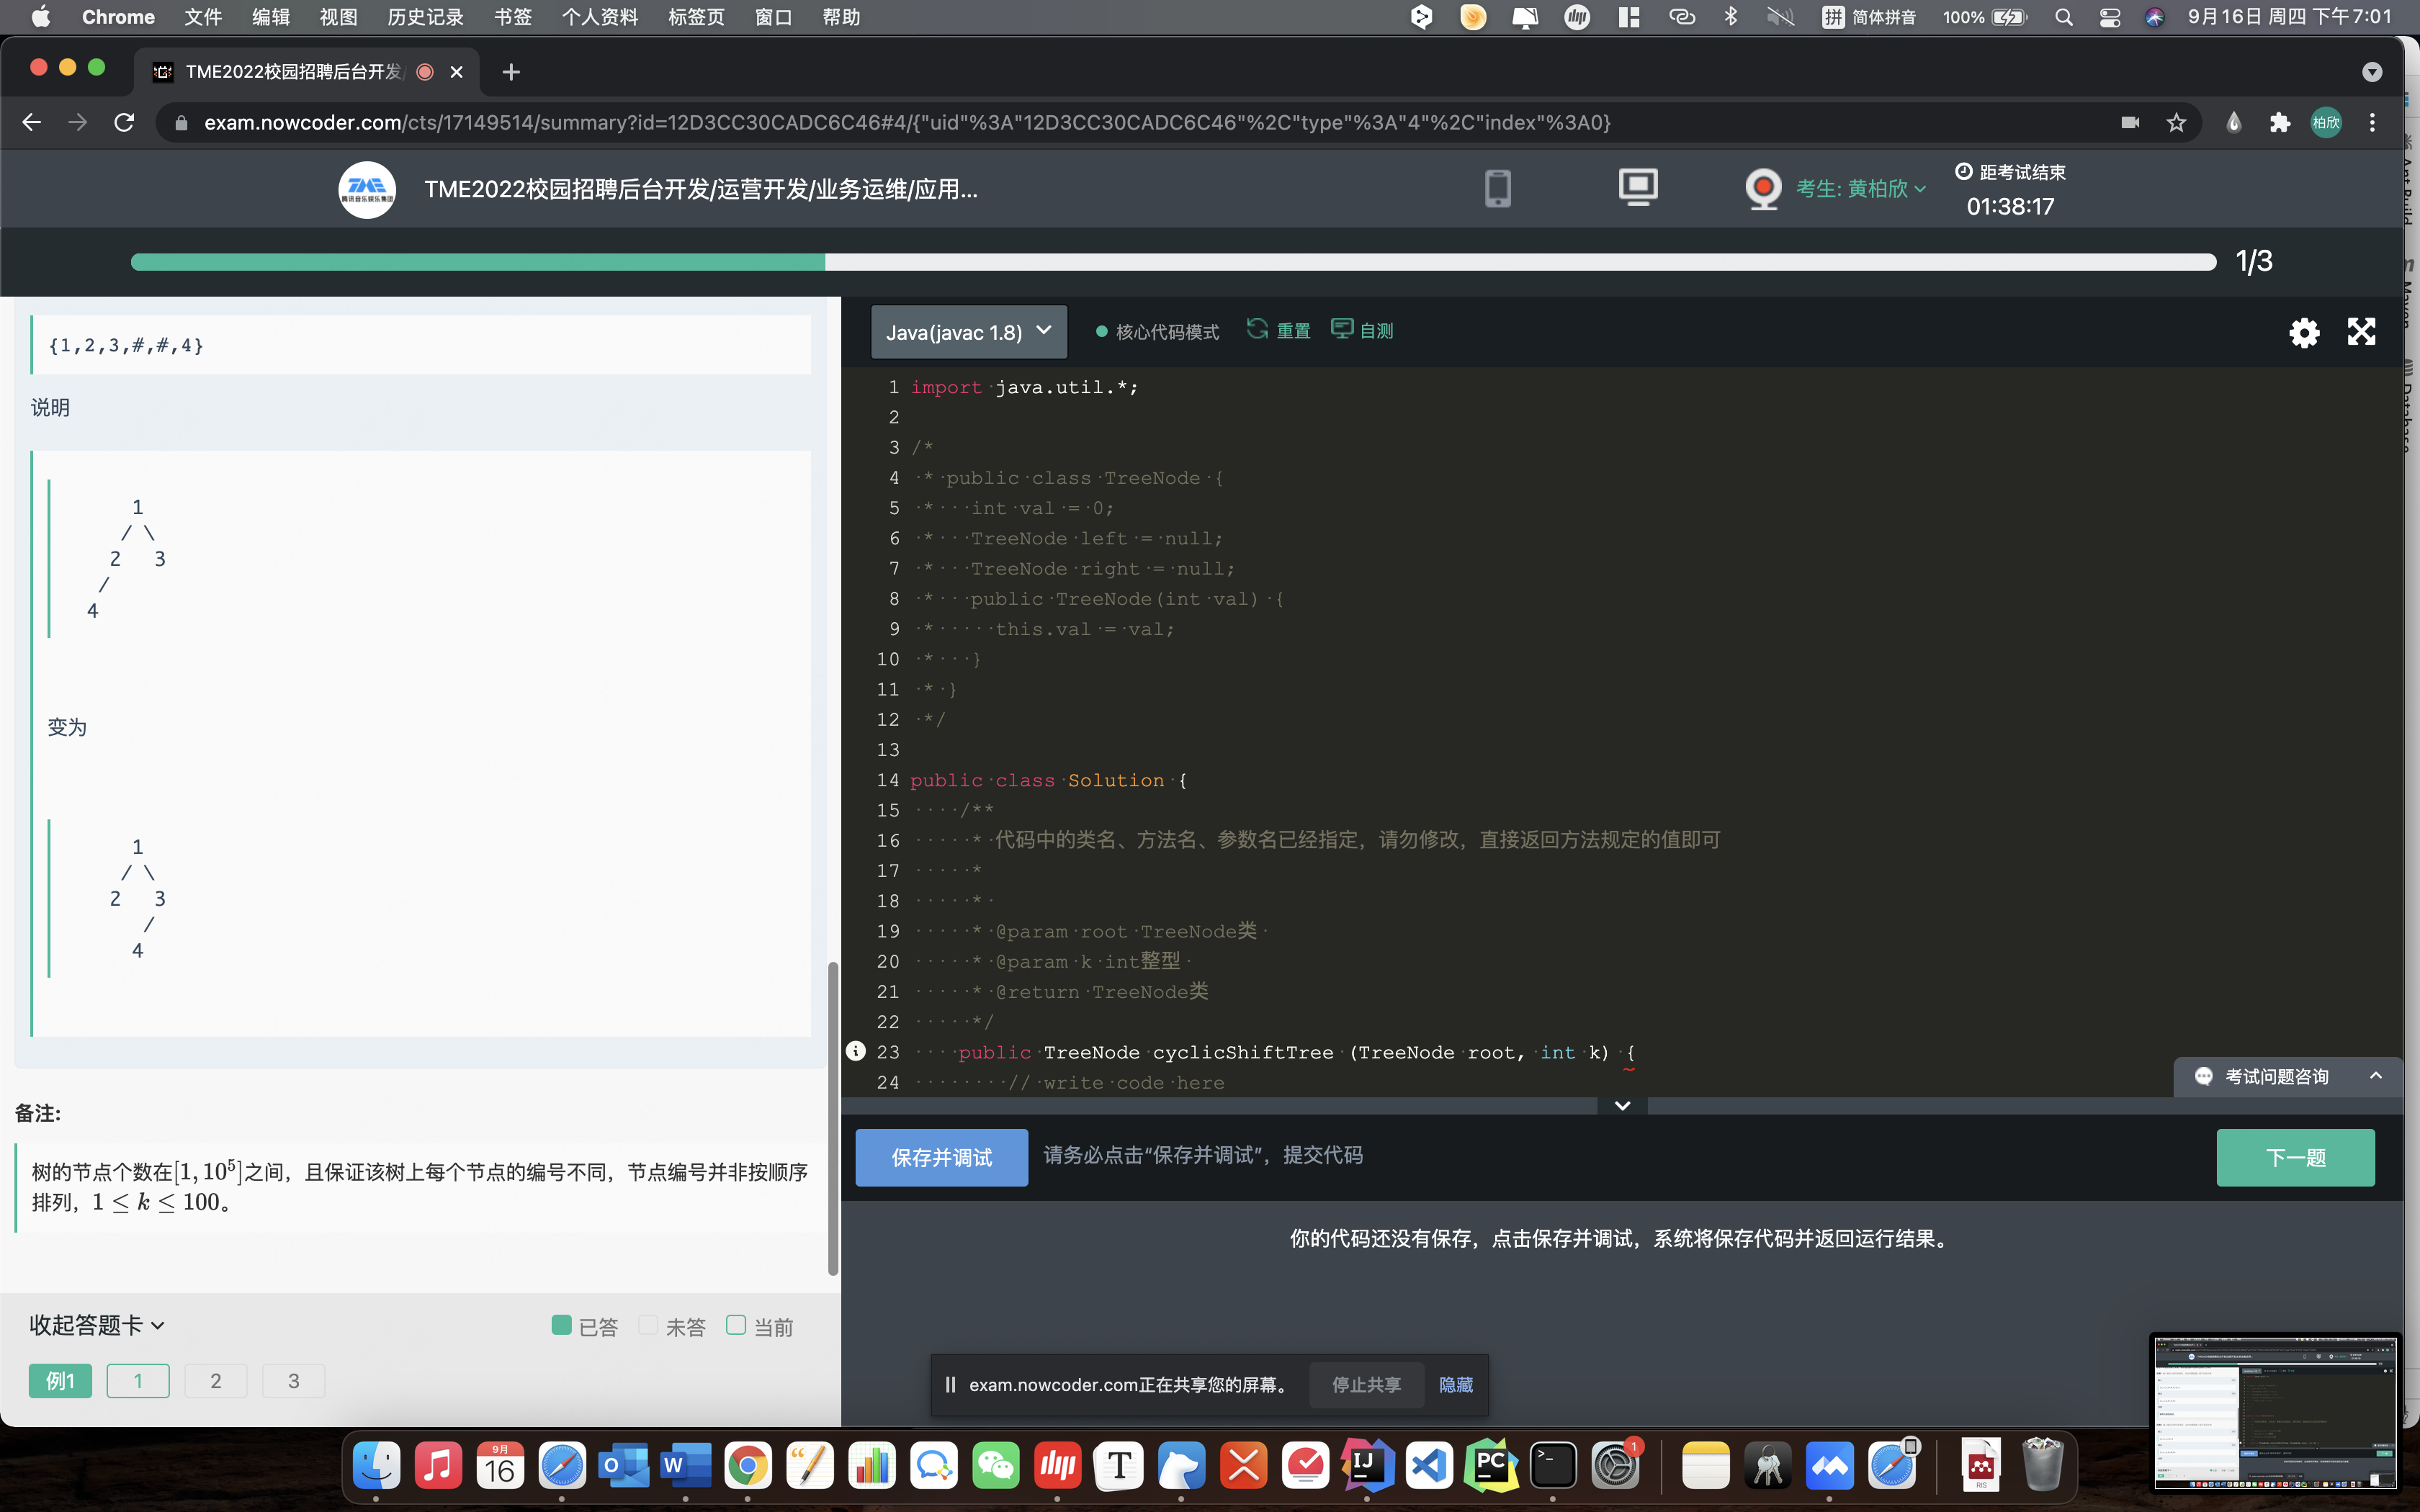 Chrome 文件 编辑 视图 历史记录 书签 个人资料 标签页 窗口 帮助
简体拼音 100% 9月16日 周四 下午7:01
TME2022校园招聘后台开发/
exam.nowcoder.com/cts/17149514/summary?id=12D3CC30CADC6C46#4/{"uid"%3A"12D3CC30CADC6C46"%2C"type"%3A"4"%2C"index"%3A0}
柏欣
TME2022校园招聘后台开发/运营开发/业务运维/应用...
考生: 黄柏欣
距考试结束
01:38:17
1/3
{1,2,3,#,#,4}
说明
1
/ \
2 3
/
4
变为
1
/ \
2 3
/
4
备注:
树的节点个数在[1, 10⁵]之间，且保证该树上每个节点的编号不同，节点编号并非按顺序
排列，1 ≤ k ≤ 100。
收起答题卡
已答 未答 当前
例1 1 2 3
Java(javac 1.8) 核心代码模式 重置 自测
1 import java.util.*;
2
3 /*
4 * public class TreeNode {
5 * int val = 0;
6 * TreeNode left = null;
7 * TreeNode right = null;
8 * public TreeNode(int val) {
9 * this.val = val;
10 * }
11 * }
12 */
13
14 public class Solution {
15 /**
16 * 代码中的类名、方法名、参数名已经指定，请勿修改，直接返回方法规定的值即可
17 *
18 *
19 * @param root TreeNode类
20 * @param k int整型
21 * @return TreeNode类
22 */
23 public TreeNode cyclicShiftTree (TreeNode root, int k) {
24 // write code here
考试问题咨询
保存并调试 请务必点击“保存并调试”，提交代码 下一题
你的代码还没有保存，点击保存并调试，系统将保存代码并返回运行结果。
exam.nowcoder.com正在共享您的屏幕。 停止共享 隐藏
9月
16
1
RIS